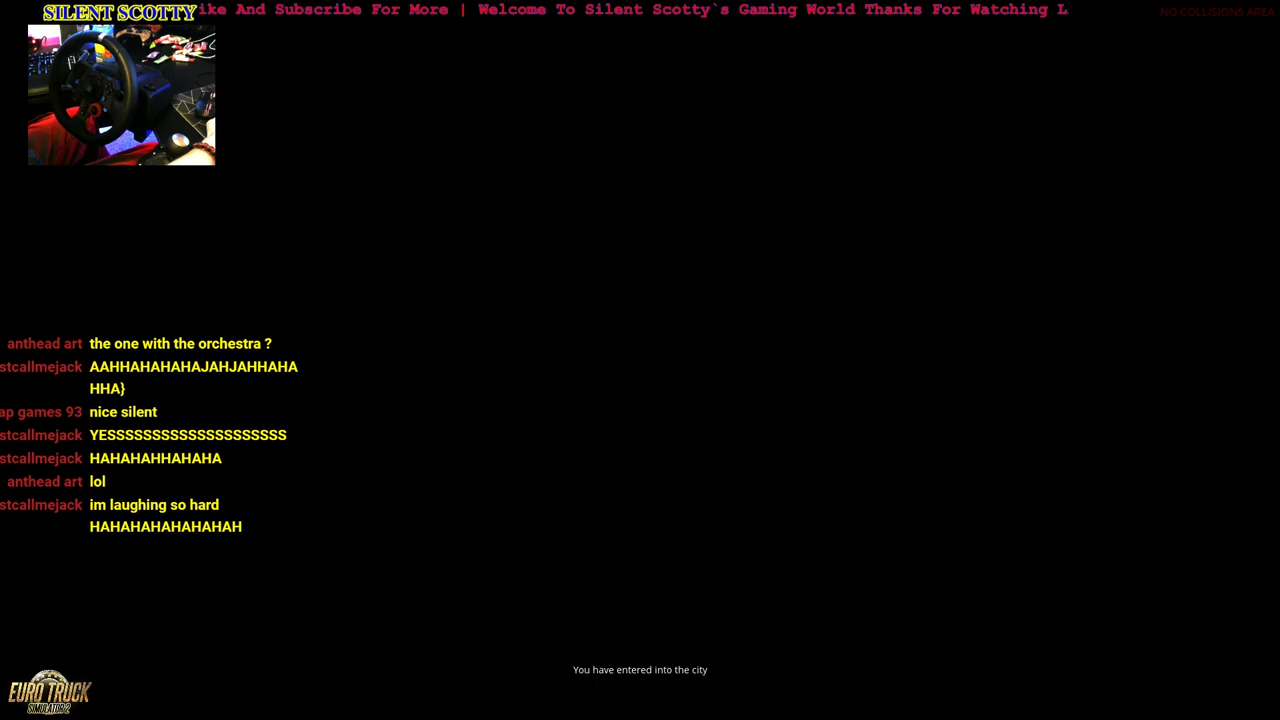 SILENT SCOTTY
ike And Subscribe For More | Welcome To Silent Scotty`s Gaming World Thanks For Watching L
NO COLLISIONS AREA
anthead art the one with the orchestra ?
stcallmejack AAHHAHAHAHAJAHJAHHAHA
HHA}
ap games 93 nice silent
stcallmejack YESSSSSSSSSSSSSSSSSSSS
stcallmejack HAHAHAHHAHAHA
anthead art lol
stcallmejack im laughing so hard
HAHAHAHAHAHAHAH
You have entered into the city
EURO TRUCK
SIMULATOR 2